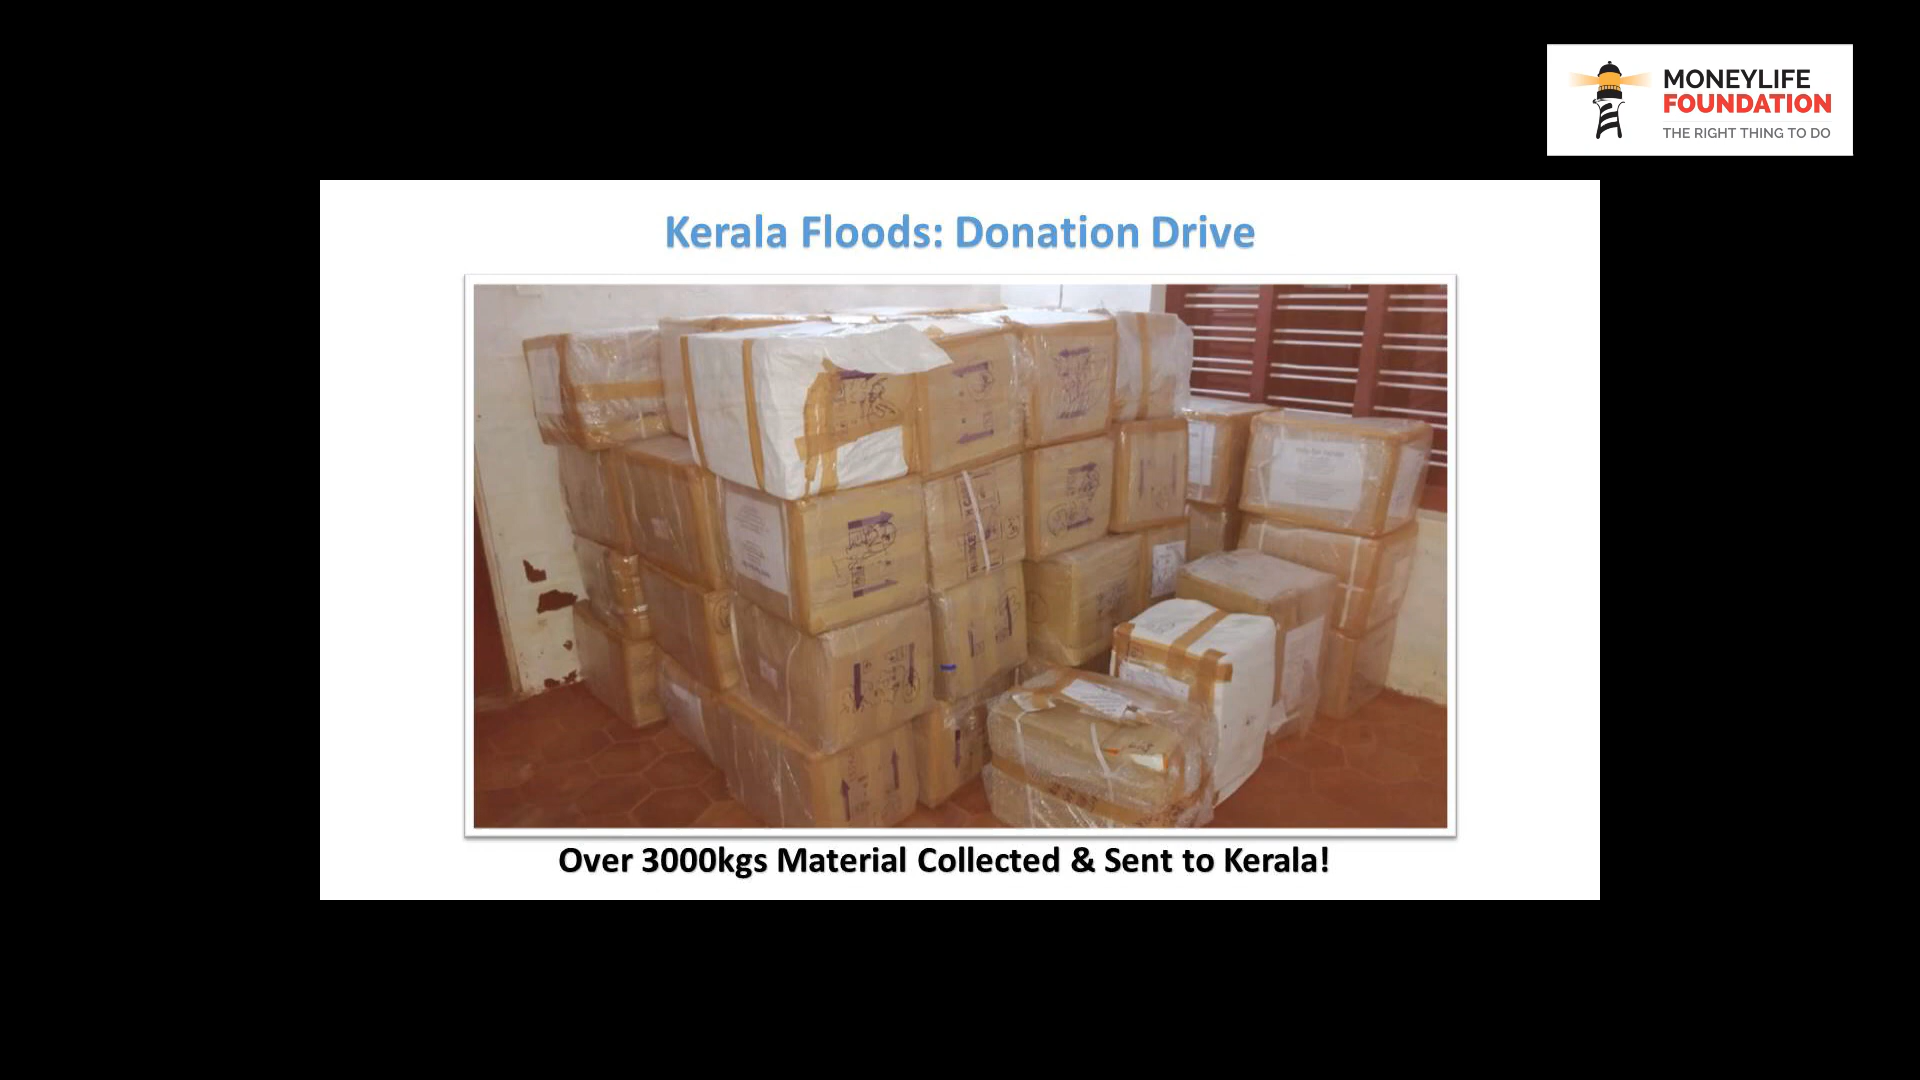 MONEYLIFE
FOUNDATION
THE RIGHT THING TO DO
Kerala Floods: Donation Drive
Over 3000kgs Material Collected & Sent to Kerala!